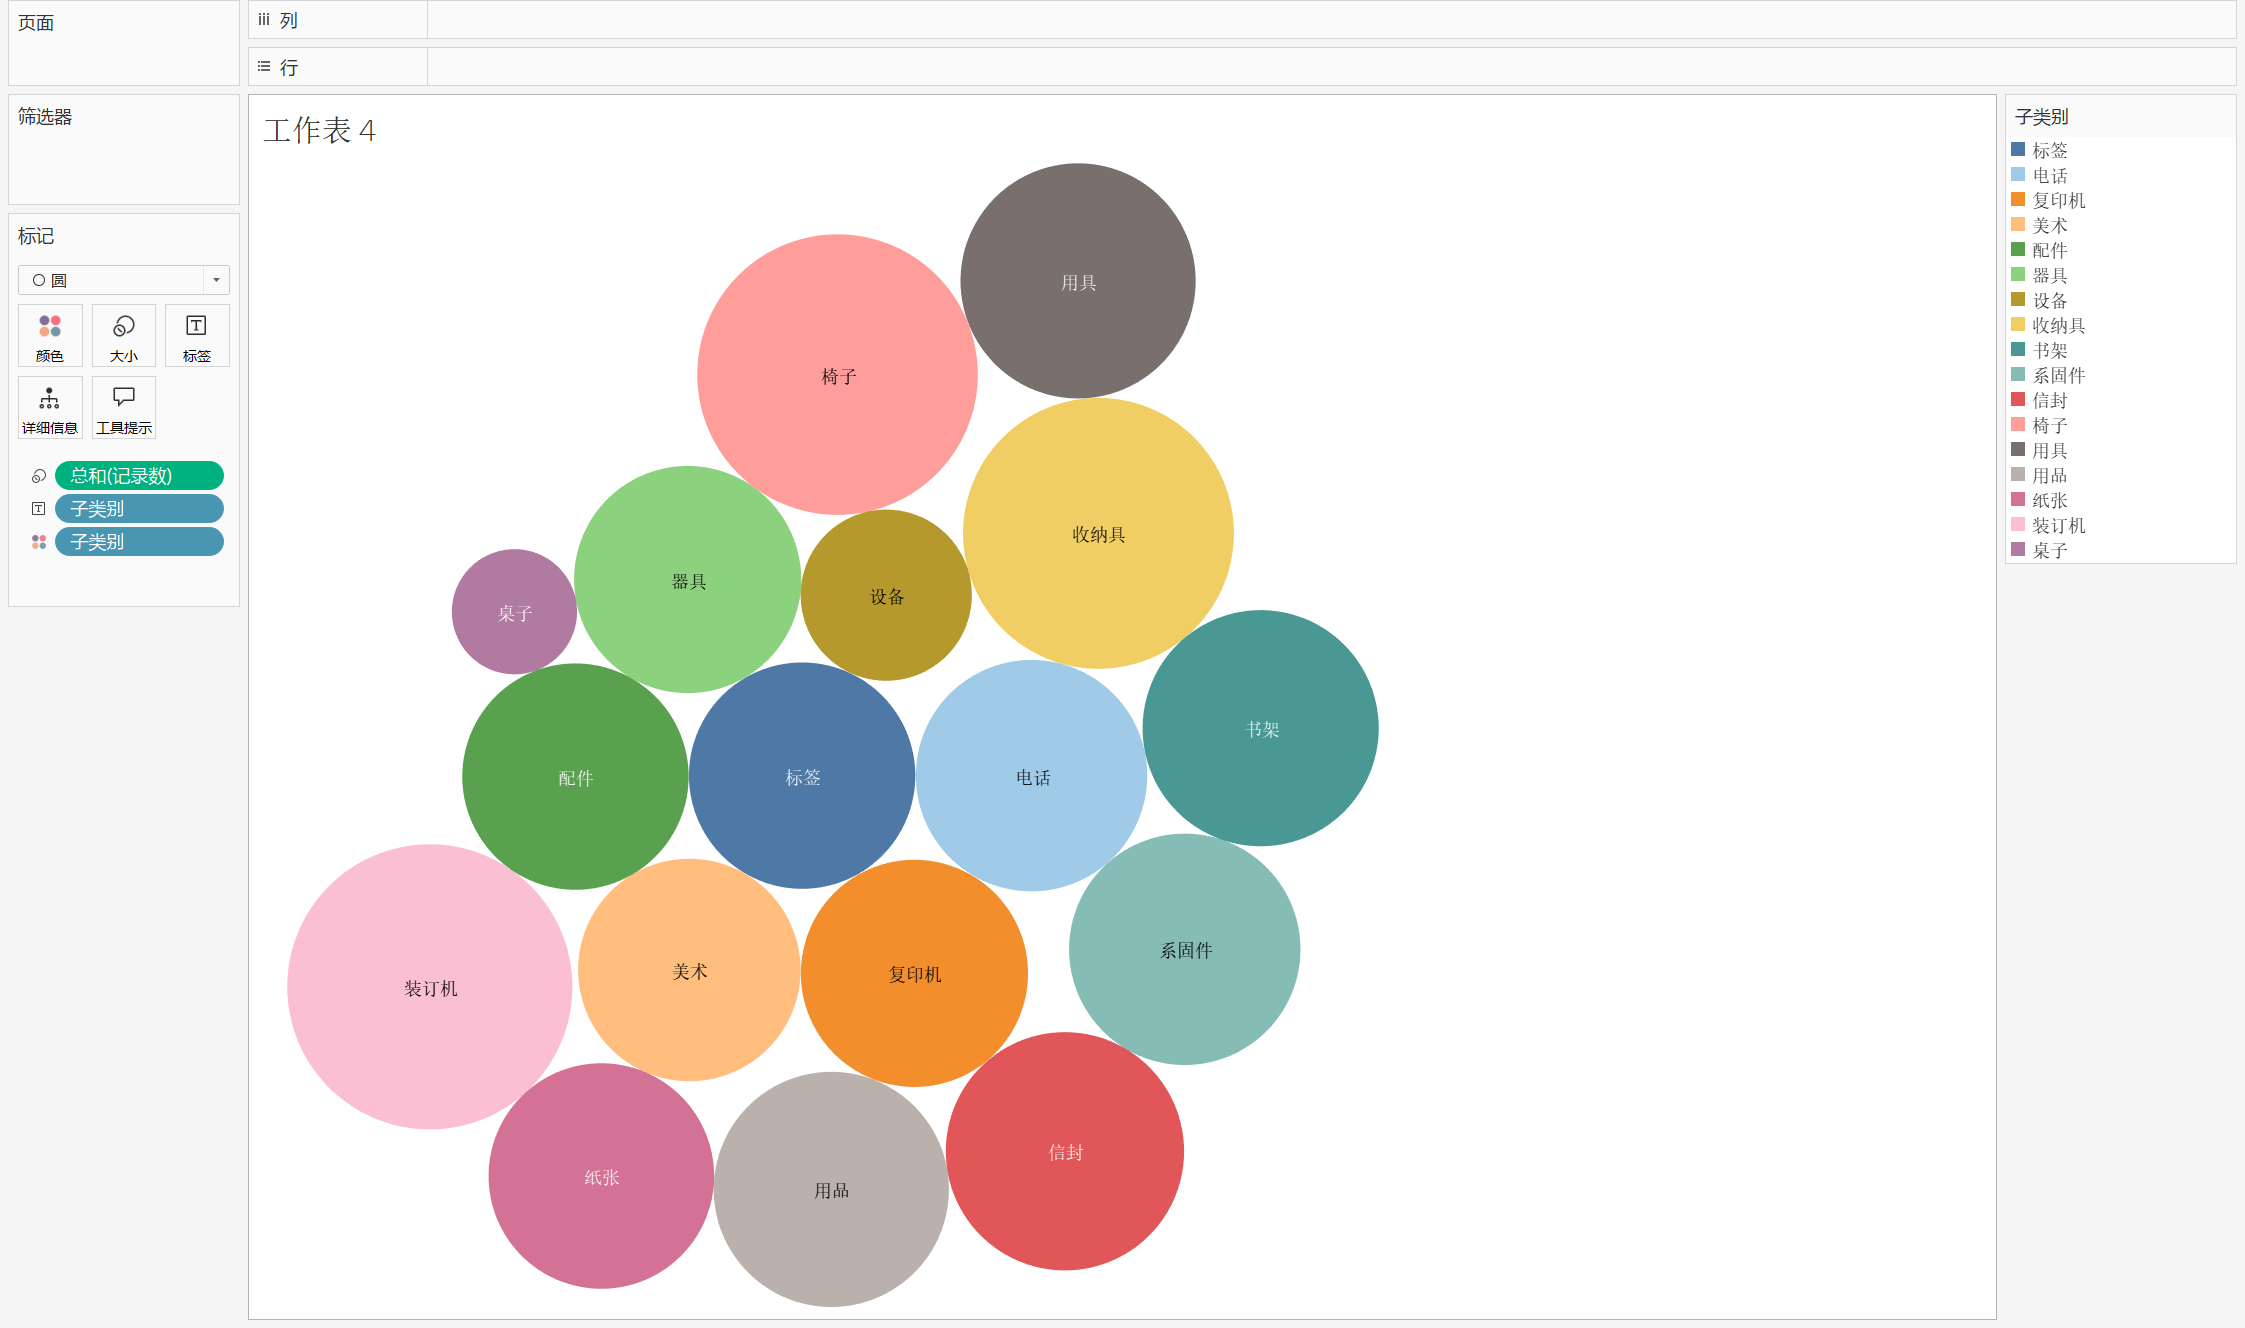 页面
列
行
筛选器
标记
圆
颜色
大小
标签
详细信息
工具提示
总和(记录数)
子类别
子类别
工作表 4
用具
椅子
收纳具
器具
设备
桌子
书架
配件
标签
电话
系固件
美术
复印机
装订机
信封
纸张
用品
子类别
标签
电话
复印机
美术
配件
器具
设备
收纳具
书架
系固件
信封
椅子
用具
用品
纸张
装订机
桌子